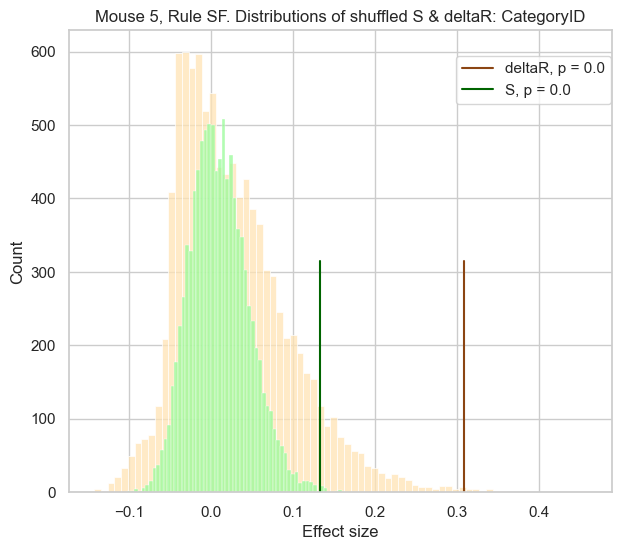 Mouse 5, Rule SF. Distributions of shuffled S & deltaR: CategoryID
deltaR, p = 0.0
S, p = 0.0
600
500
400
300
200
100
0
Count
−0.1 0.0 0.1 0.2 0.3 0.4
Effect size